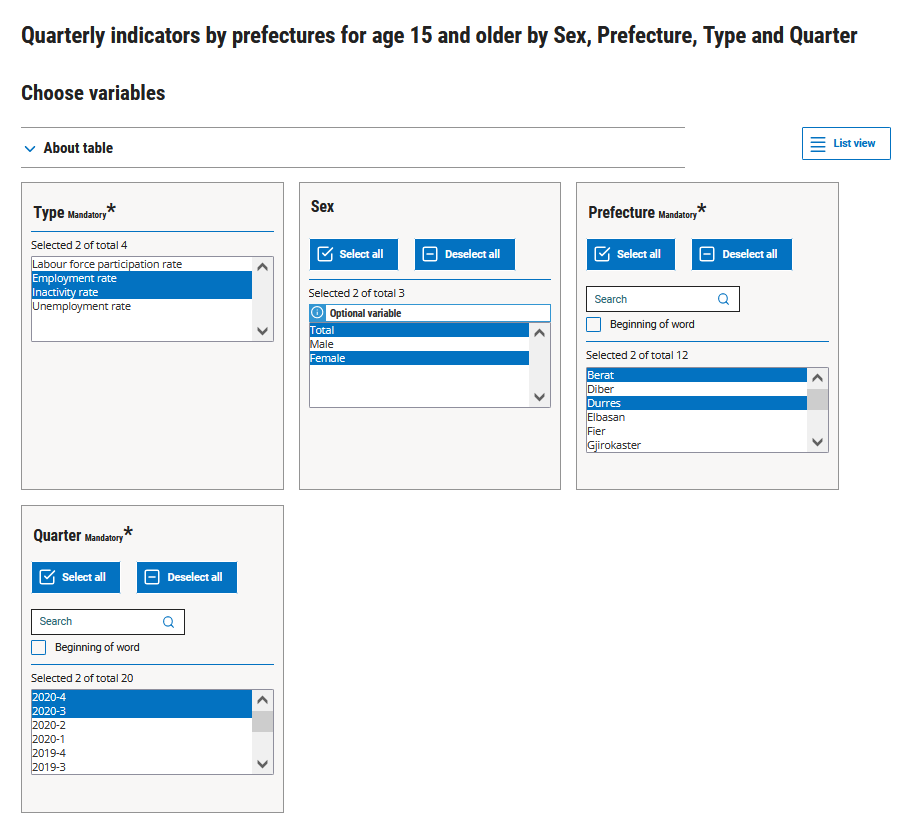 Quarterly indicators by prefectures for age 15 and older by Sex, Prefecture, Type and Quarter
Choose variables
About table
List view
Type Mandatory*
Selected 2 of total 4
Labour force participation rate
Employment rate
Inactivity rate
Unemployment rate
Sex
Select all
Deselect all
Selected 2 of total 3
Optional variable
Total
Male
Female
Prefecture Mandatory*
Select all
Deselect all
Search
Beginning of word
Selected 2 of total 12
Berat
Diber
Durres
Elbasan
Fier
Gjirokaster
Quarter Mandatory*
Select all
Deselect all
Search
Beginning of word
Selected 2 of total 20
2020-4
2020-3
2020-2
2020-1
2019-4
2019-3